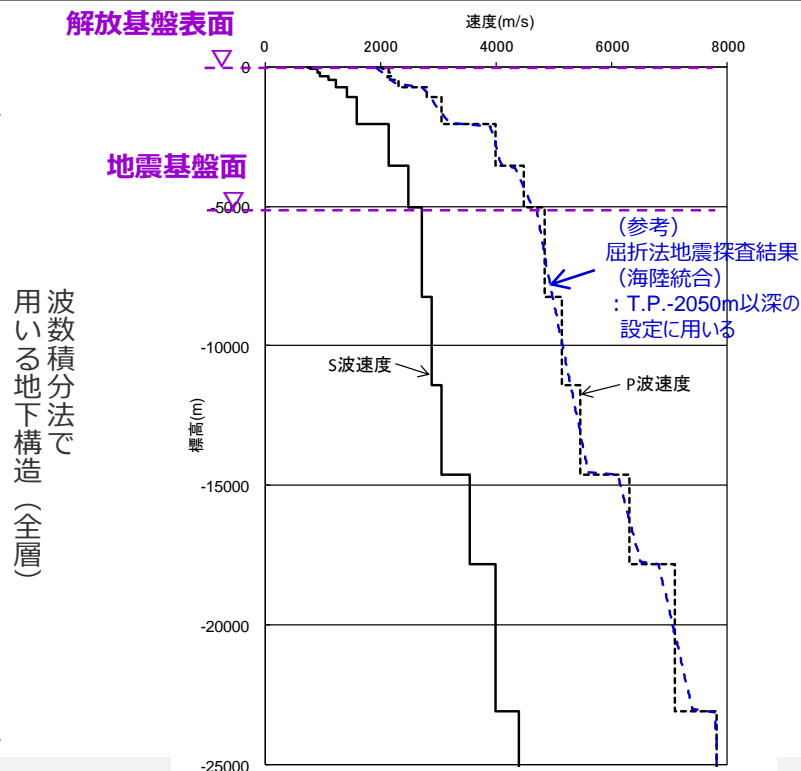 解放基盤表面
速度(m/s)
0
2000
4000
6000
8000
0
地震基盤面
-5000
(参考)
屈折法地震探査結果
(海陸統合)
:T.P.-2050m以深の
設定に用いる
波数積分法で
用いる地下構造(全層)
-10000
S波速度
P波速度
標高(m)
-15000
-20000
-25000